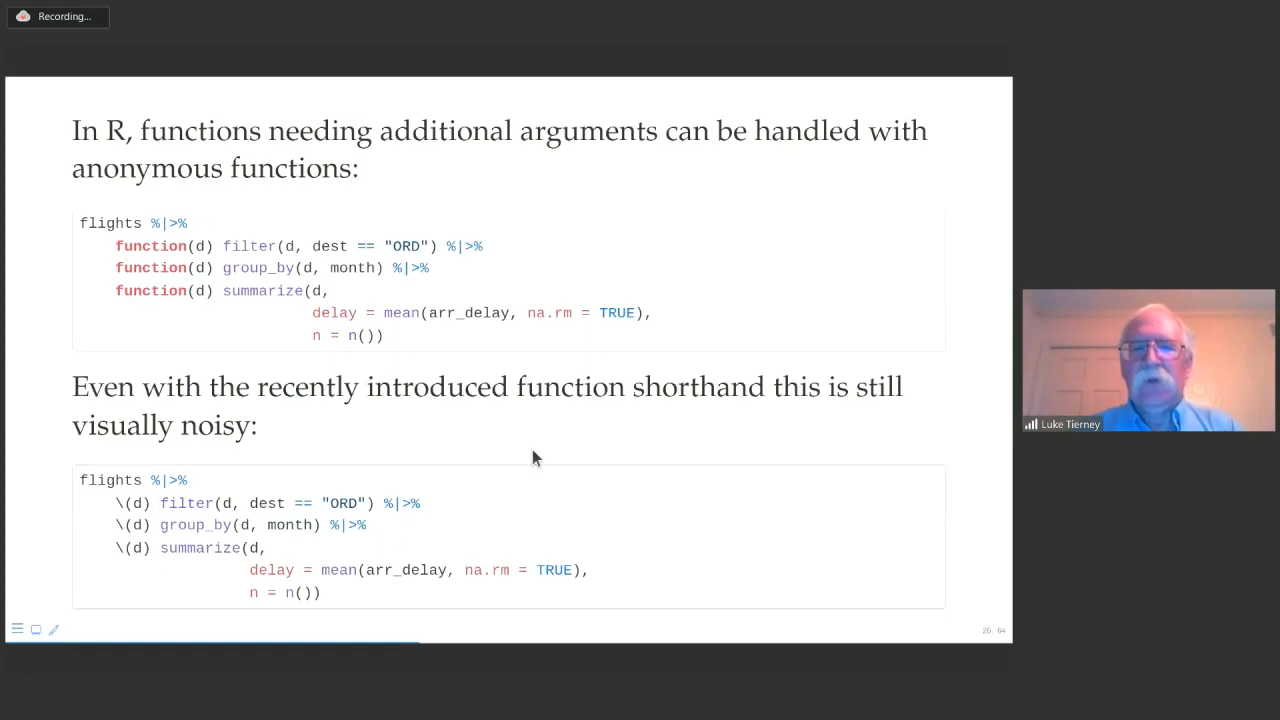 Recording...
In R, functions needing additional arguments can be handled with
anonymous functions:
flights %|>%
    function(d) filter(d, dest == "ORD") %|>%
    function(d) group_by(d, month) %|>%
    function(d) summarize(d,
                          delay = mean(arr_delay, na.rm = TRUE),
                          n = n())
Even with the recently introduced function shorthand this is still
visually noisy:
flights %|>%
    \(d) filter(d, dest == "ORD") %|>%
    \(d) group_by(d, month) %|>%
    \(d) summarize(d,
                   delay = mean(arr_delay, na.rm = TRUE),
                   n = n())
26 / 64
Luke Tierney